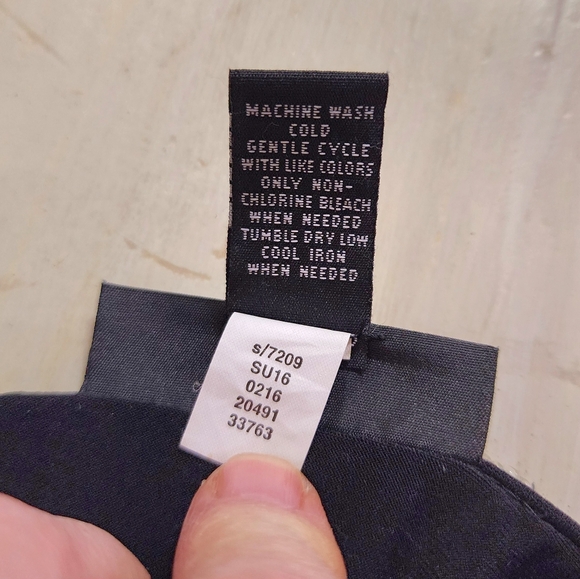 MACHINE WASH
COLD
GENTLE CYCLE
WITH LIKE COLORS
ONLY NON-
CHLORINE BLEACH
WHEN NEEDED
TUMBLE DRY LOW
COOL IRON
WHEN NEEDED
s/7209
SU16
0216
20491
33763